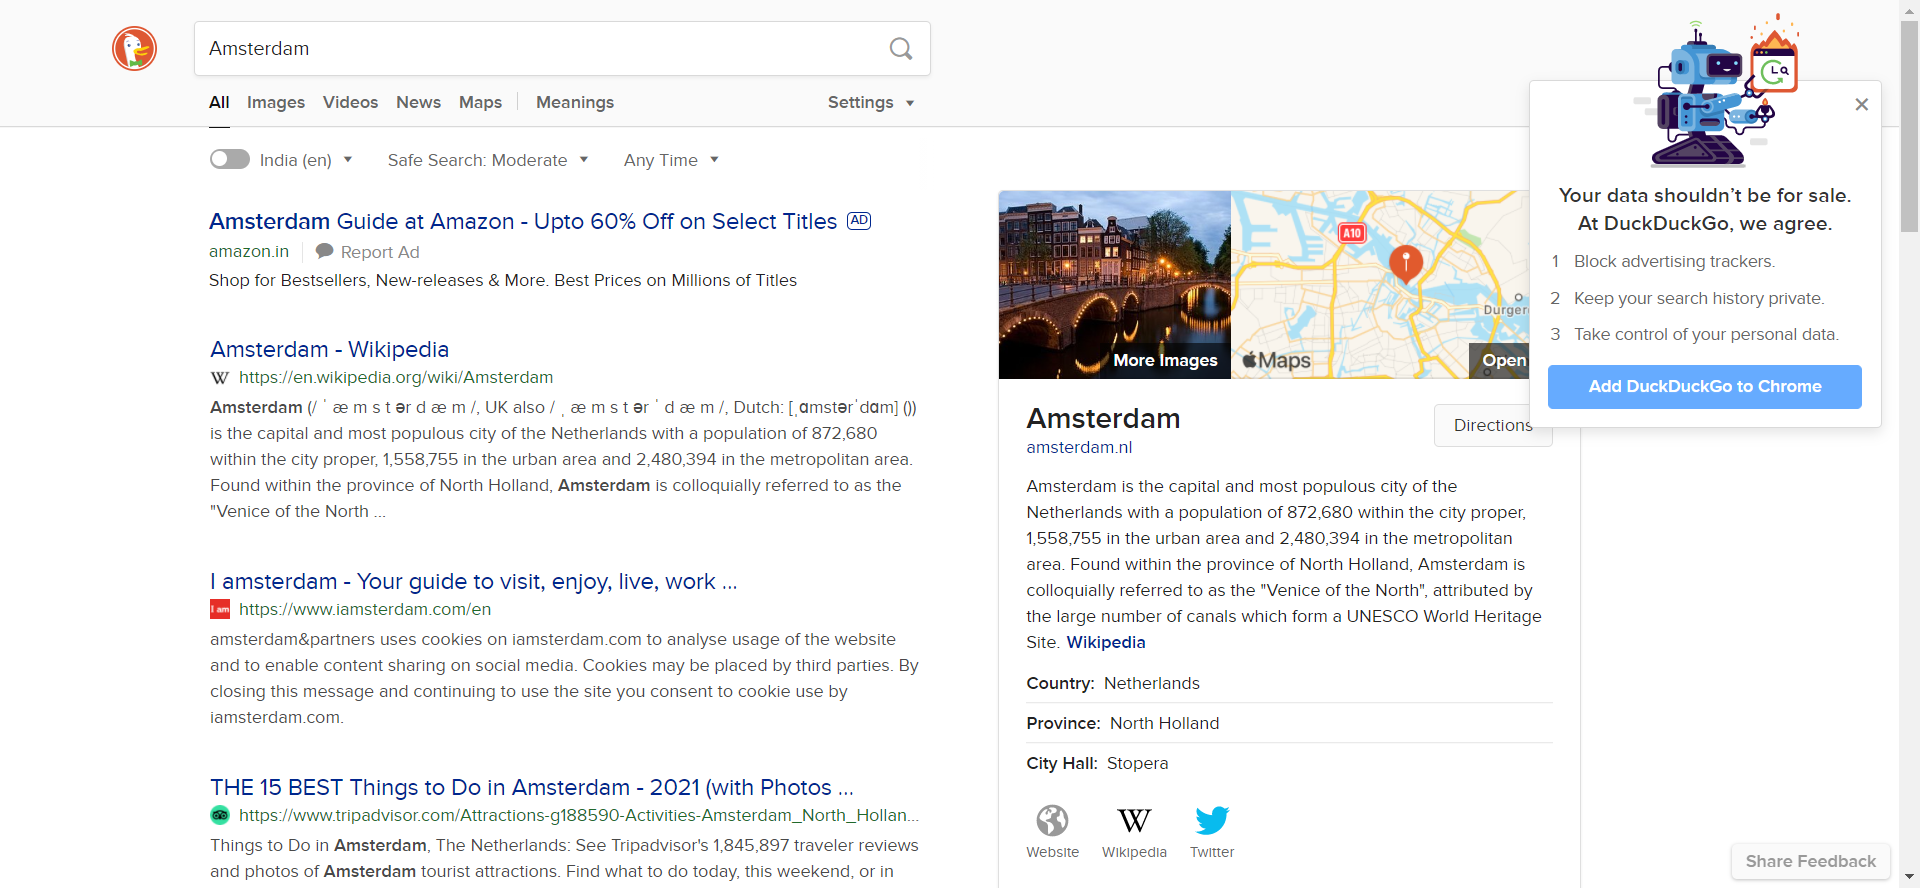 Amsterdam
All Images Videos News Maps Meanings Settings
India (en) Safe Search: Moderate Any Time
Amsterdam Guide at Amazon - Upto 60% Off on Select Titles AD
amazon.in Report Ad
Shop for Bestsellers, New-releases & More. Best Prices on Millions of Titles
Amsterdam - Wikipedia
W https://en.wikipedia.org/wiki/Amsterdam
Amsterdam (/ ˈ æ m s t ər d æ m /, UK also / ˌ æ m s t ər ˈ d æ m /, Dutch: [ˌɑmstərˈdɑm] ())
is the capital and most populous city of the Netherlands with a population of 872,680
within the city proper, 1,558,755 in the urban area and 2,480,394 in the metropolitan area.
Found within the province of North Holland, Amsterdam is colloquially referred to as the
"Venice of the North ...
I amsterdam - Your guide to visit, enjoy, live, work ...
I am https://www.iamsterdam.com/en
amsterdam&partners uses cookies on iamsterdam.com to analyse usage of the website
and to enable content sharing on social media. Cookies may be placed by third parties. By
closing this message and continuing to use the site you consent to cookie use by
iamsterdam.com.
THE 15 BEST Things to Do in Amsterdam - 2021 (with Photos ...
https://www.tripadvisor.com/Attractions-g188590-Activities-Amsterdam_North_Hollan...
Things to Do in Amsterdam, The Netherlands: See Tripadvisor's 1,845,897 traveler reviews
and photos of Amsterdam tourist attractions. Find what to do today, this weekend, or in
A10
Durger
More Images
Maps
Open
Amsterdam
amsterdam.nl
Directions
Amsterdam is the capital and most populous city of the
Netherlands with a population of 872,680 within the city proper,
1,558,755 in the urban area and 2,480,394 in the metropolitan
area. Found within the province of North Holland, Amsterdam is
colloquially referred to as the "Venice of the North", attributed by
the large number of canals which form a UNESCO World Heritage
Site. Wikipedia
Country: Netherlands
Province: North Holland
City Hall: Stopera
W
Website Wikipedia Twitter
Your data shouldn’t be for sale.
At DuckDuckGo, we agree.
1 Block advertising trackers.
2 Keep your search history private.
3 Take control of your personal data.
Add DuckDuckGo to Chrome
Share Feedback